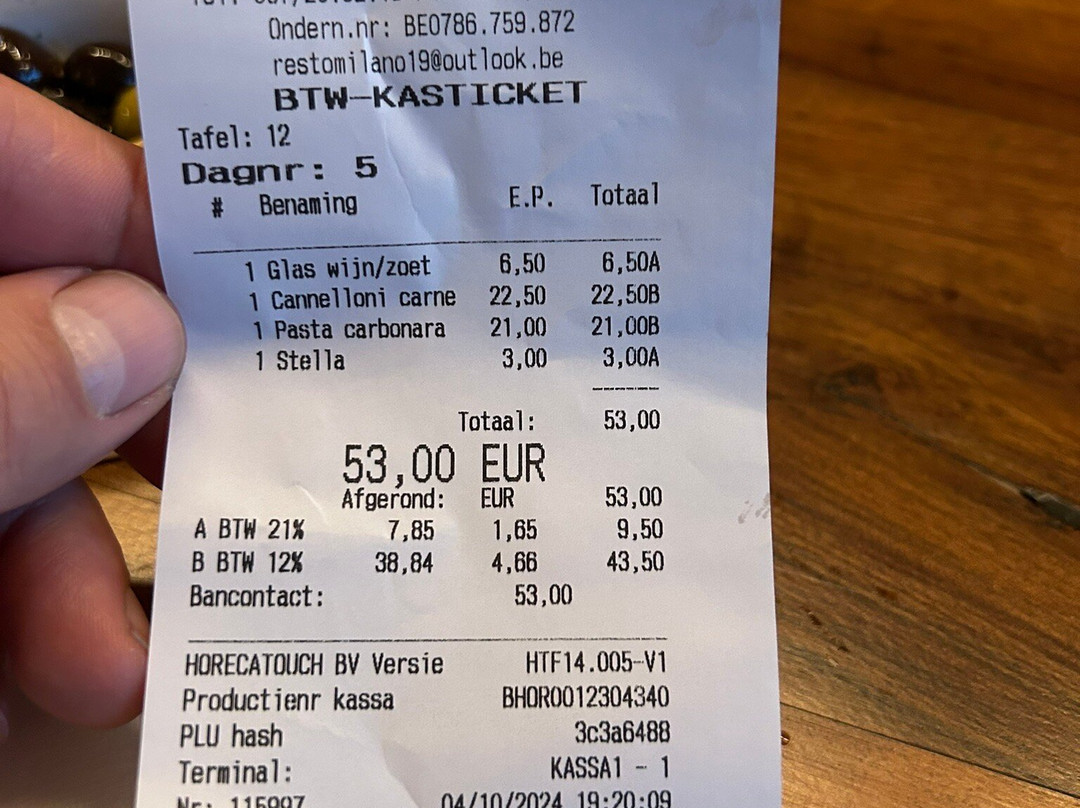 Ondern.nr: BE0786.759.872
restomilano19@outlook.be
BTW-KASTICKET
Tafel: 12
Dagnr: 5
# Benaming E.P. Totaal
1 Glas wijn/zoet 6,50 6,50A
1 Cannelloni carne 22,50 22,50B
1 Pasta carbonara 21,00 21,00B
1 Stella 3,00 3,00A
Totaal: 53,00
53,00 EUR
Afgerond: EUR 53,00
A BTW 21% 7,85 1,65 9,50
B BTW 12% 38,84 4,66 43,50
Bancontact: 53,00
HORECATOUCH BV Versie HTF14.005-V1
Productienr kassa BHOR0012304340
PLU hash 3c3a6488
Terminal: KASSA1 - 1
Nr: 115997 04/10/2024 19:20:09